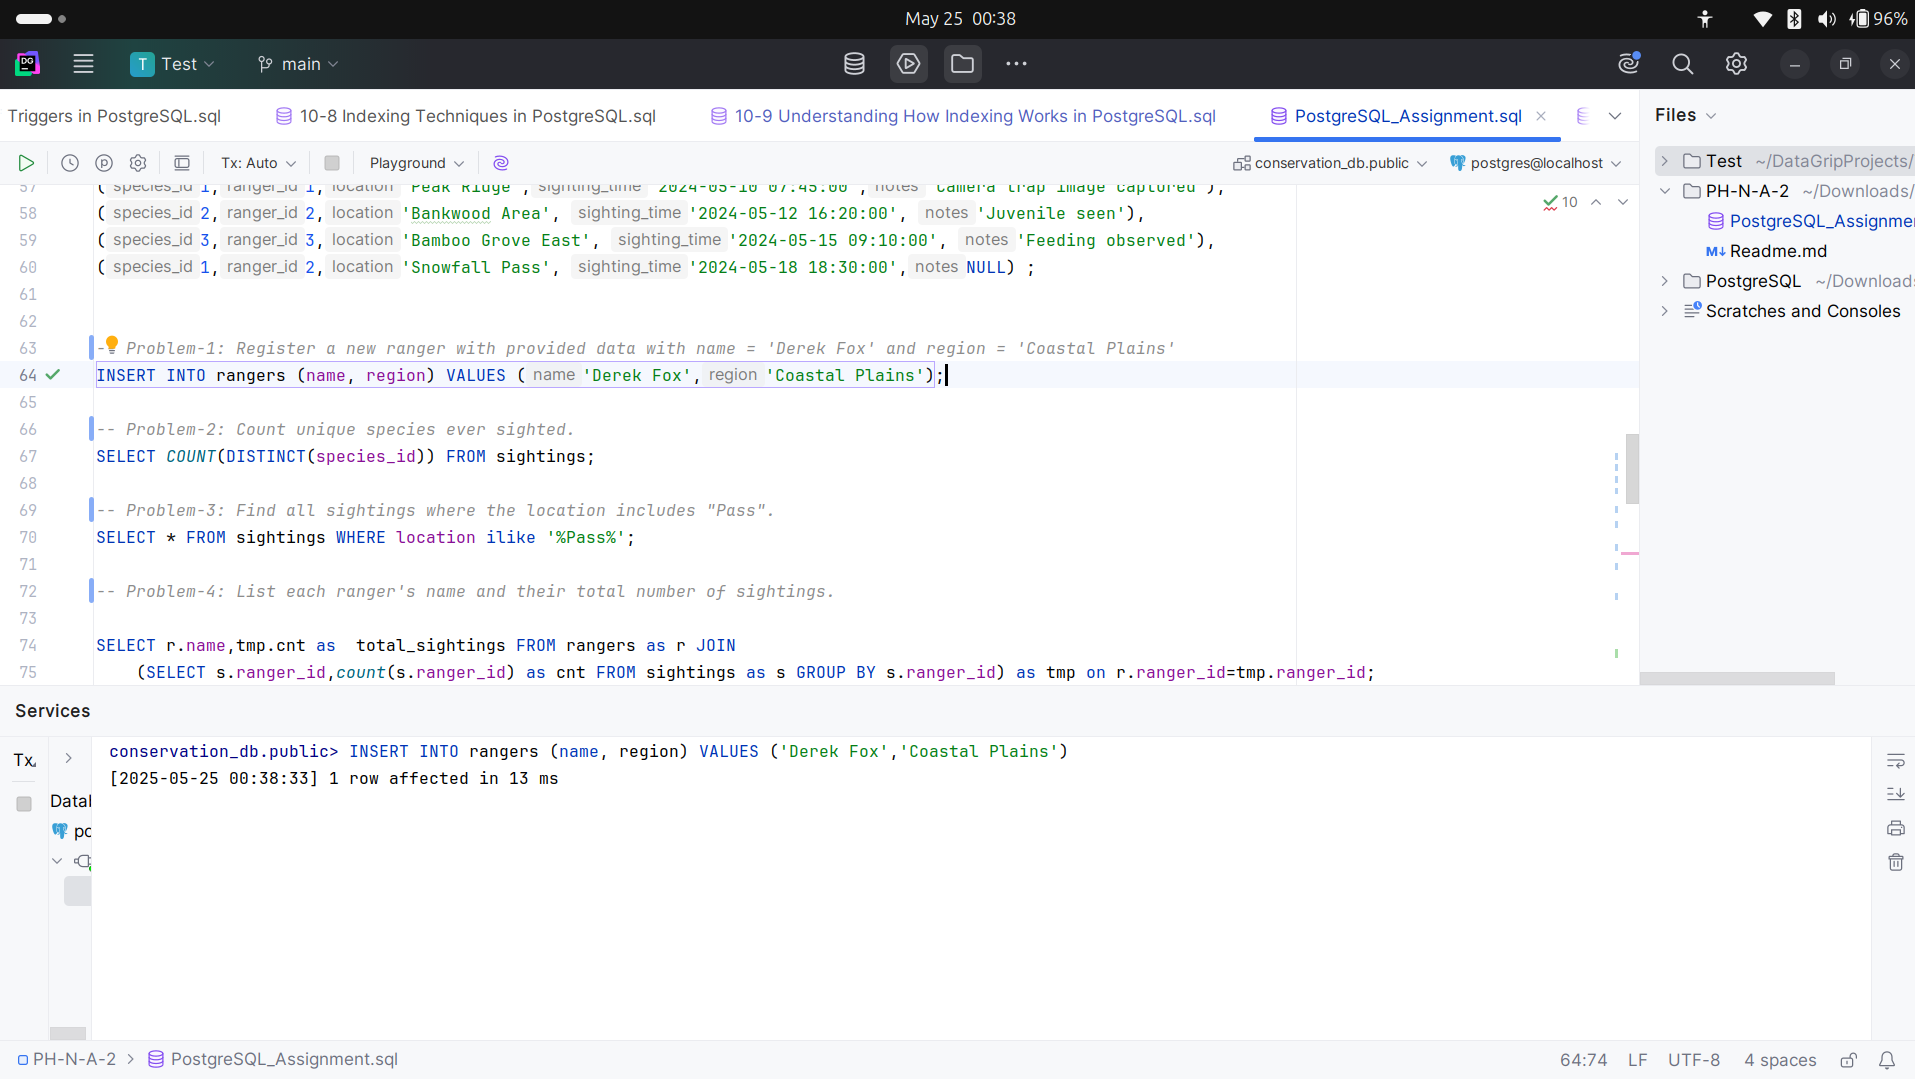 May 25 00:38
96%
DG
T Test
main
Triggers in PostgreSQL.sql
10-8 Indexing Techniques in PostgreSQL.sql
10-9 Understanding How Indexing Works in PostgreSQL.sql
PostgreSQL_Assignment.sql
Files
Tx: Auto
Playground
conservation_db.public
postgres@localhost
10
57 ( species_id 1, ranger_id 1, location 'Peak Ridge', sighting_time '2024-05-10 07:45:00', notes 'Camera trap image captured'),
58 ( species_id 2, ranger_id 2, location 'Bankwood Area', sighting_time '2024-05-12 16:20:00', notes 'Juvenile seen'),
59 ( species_id 3, ranger_id 3, location 'Bamboo Grove East', sighting_time '2024-05-15 09:10:00', notes 'Feeding observed'),
60 ( species_id 1, ranger_id 2, location 'Snowfall Pass', sighting_time '2024-05-18 18:30:00', notes NULL) ;
61
62
63 - Problem-1: Register a new ranger with provided data with name = 'Derek Fox' and region = 'Coastal Plains'
64 INSERT INTO rangers (name, region) VALUES ( name 'Derek Fox', region 'Coastal Plains');
65
66 -- Problem-2: Count unique species ever sighted.
67 SELECT COUNT(DISTINCT(species_id)) FROM sightings;
68
69 -- Problem-3: Find all sightings where the location includes "Pass".
70 SELECT * FROM sightings WHERE location ilike '%Pass%';
71
72 -- Problem-4: List each ranger's name and their total number of sightings.
73
74 SELECT r.name,tmp.cnt as  total_sightings FROM rangers as r JOIN
75 (SELECT s.ranger_id,count(s.ranger_id) as cnt FROM sightings as s GROUP BY s.ranger_id) as tmp on r.ranger_id=tmp.ranger_id;
Test ~/DataGripProjects/
PH-N-A-2 ~/Downloads/
PostgreSQL_Assignme
M↓ Readme.md
PostgreSQL ~/Download
Scratches and Consoles
Services
Tx
Datal
po
conservation_db.public> INSERT INTO rangers (name, region) VALUES ('Derek Fox','Coastal Plains')
[2025-05-25 00:38:33] 1 row affected in 13 ms
PH-N-A-2 > PostgreSQL_Assignment.sql
64:74 LF UTF-8 4 spaces